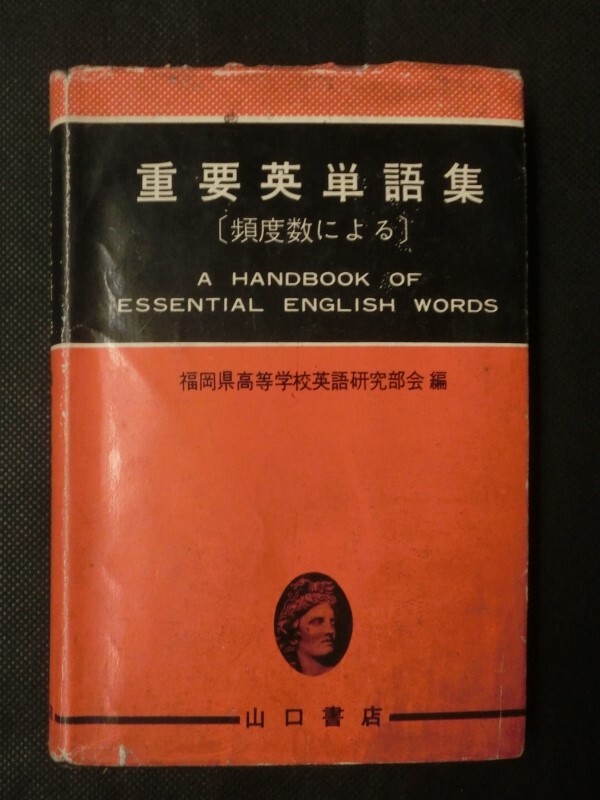 重要英単語集
〔頻度数による〕
A HANDBOOK OF
ESSENTIAL ENGLISH WORDS
福岡県高等学校英語研究部会 編
山口書店